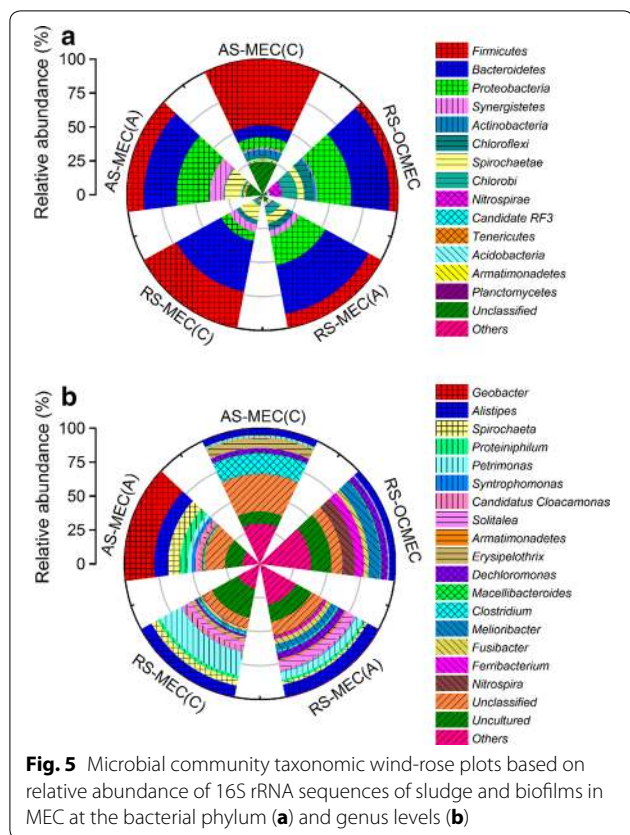 a
AS-MEC(C)
Relative abundance (%)
100
75
50
25
0
AS-MEC(A)
RS-OCMEC
RS-MEC(C)
RS-MEC(A)
Firmicutes
Bacteroidetes
Proteobacteria
Synergistetes
Actinobacteria
Chloroflexi
Spirochaetae
Chlorobi
Nitrospirae
Candidate RF3
Tenericutes
Acidobacteria
Armatimonadetes
Planctomycetes
Unclassified
Others
b
AS-MEC(C)
Relative abundance (%)
100
75
50
25
0
AS-MEC(A)
RS-OCMEC
RS-MEC(C)
RS-MEC(A)
Geobacter
Alistipes
Spirochaeta
Proteiniphilum
Petrimonas
Syntrophomonas
Candidatus Cloacamonas
Solitalea
Armatimonadetes
Erysipelothrix
Dechloromonas
Macellibacteroides
Clostridium
Melioribacter
Fusibacter
Ferribacterium
Nitrospira
Unclassified
Uncultured
Others
Fig. 5 Microbial community taxonomic wind-rose plots based on
relative abundance of 16S rRNA sequences of sludge and biofilms in
MEC at the bacterial phylum (a) and genus levels (b)